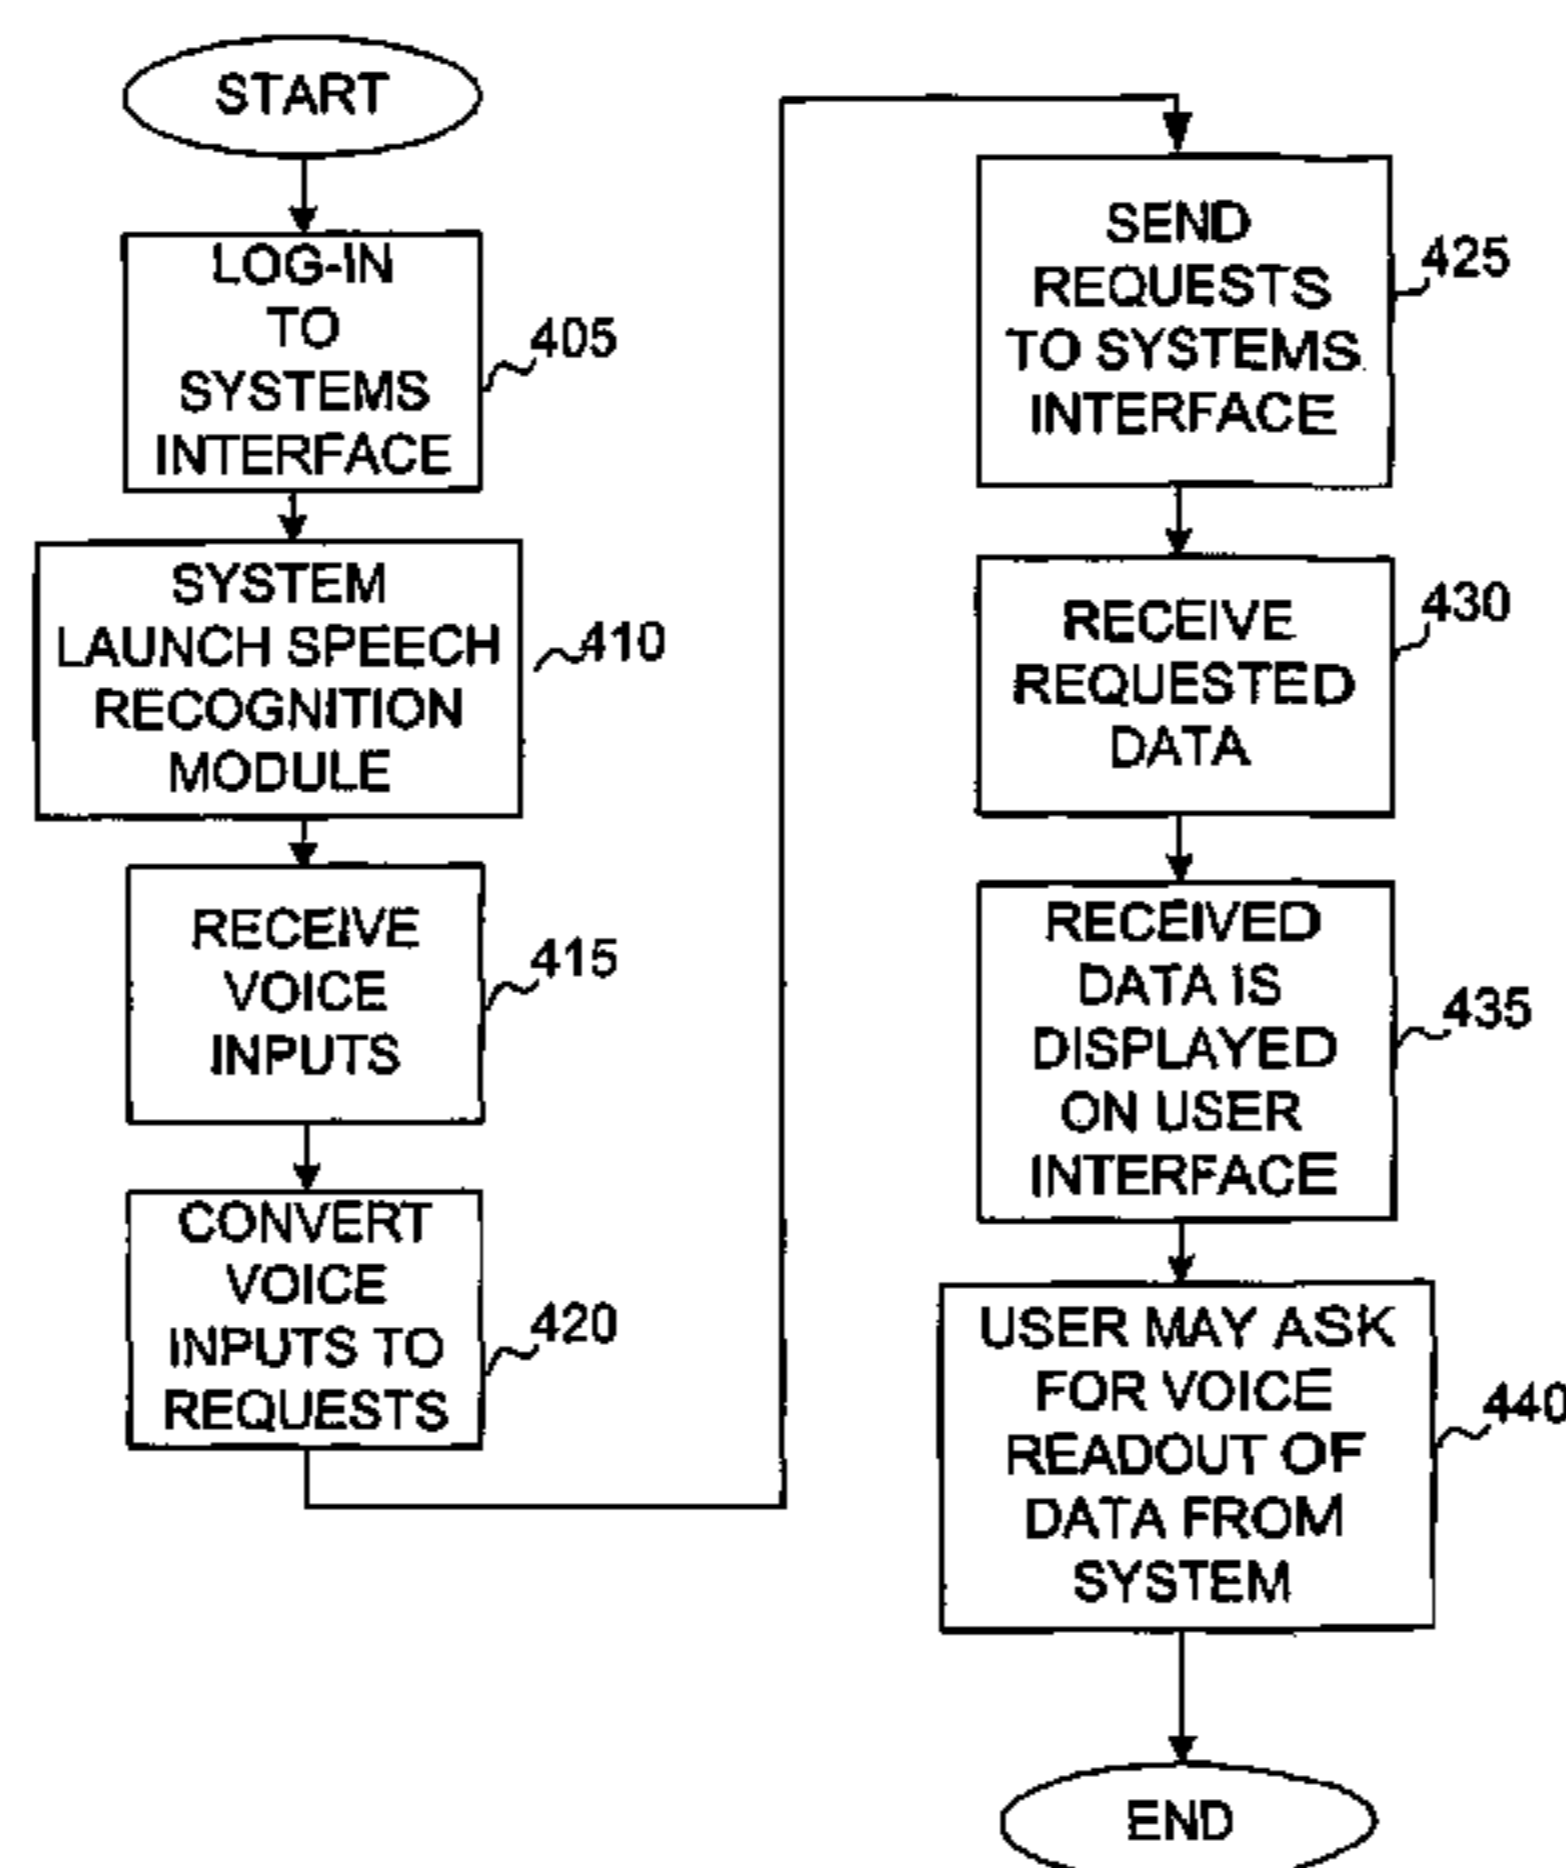 START
LOG-IN
TO
SYSTEMS
INTERFACE
405
SYSTEM
LAUNCH SPEECH
RECOGNITION
MODULE
410
RECEIVE
VOICE
INPUTS
415
CONVERT
VOICE
INPUTS TO
REQUESTS
420
SEND
REQUESTS
TO SYSTEMS
INTERFACE
425
RECEIVE
REQUESTED
DATA
430
RECEIVED
DATA IS
DISPLAYED
ON USER
INTERFACE
435
USER MAY ASK
FOR VOICE
READOUT OF
DATA FROM
SYSTEM
440
END